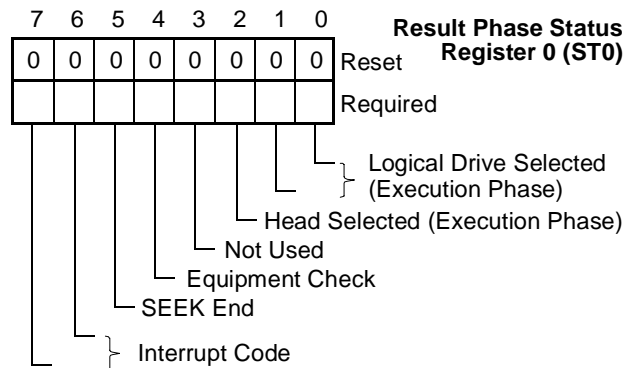 7 6 5 4 3 2 1 0
Result Phase Status
Register 0 (ST0)
0 0 0 0 0 0 0 0 Reset
Required
Logical Drive Selected
(Execution Phase)
Head Selected (Execution Phase)
Not Used
Equipment Check
SEEK End
Interrupt Code